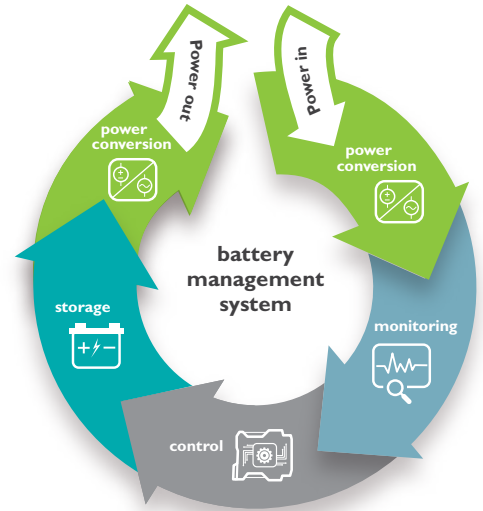 Power out
Power in
power
conversion
power
conversion
battery
management
system
storage
monitoring
control